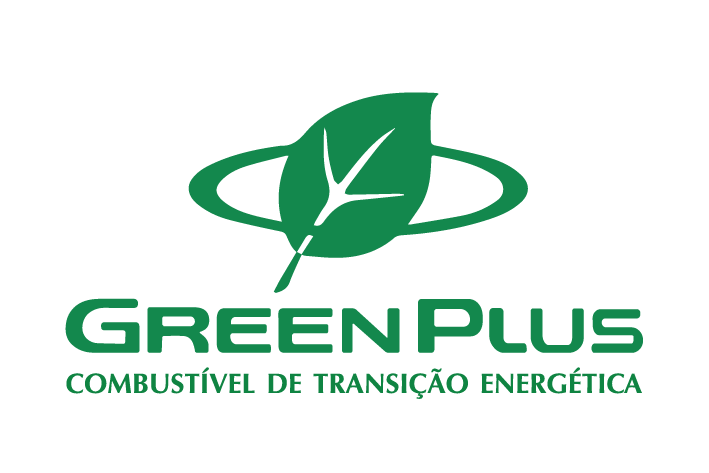 GREENPLUS
COMBUSTÍVEL DE TRANSIÇÃO ENERGÉTICA